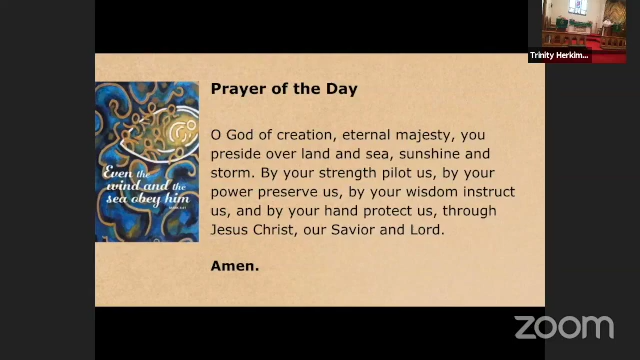 Trinity Herkim...
Prayer of the Day
O God of creation, eternal majesty, you
preside over land and sea, sunshine and
storm. By your strength pilot us, by your
power preserve us, by your wisdom instruct
us, and by your hand protect us, through
Jesus Christ, our Savior and Lord.
Amen.
Even the
wind and the
sea obey him
zoom